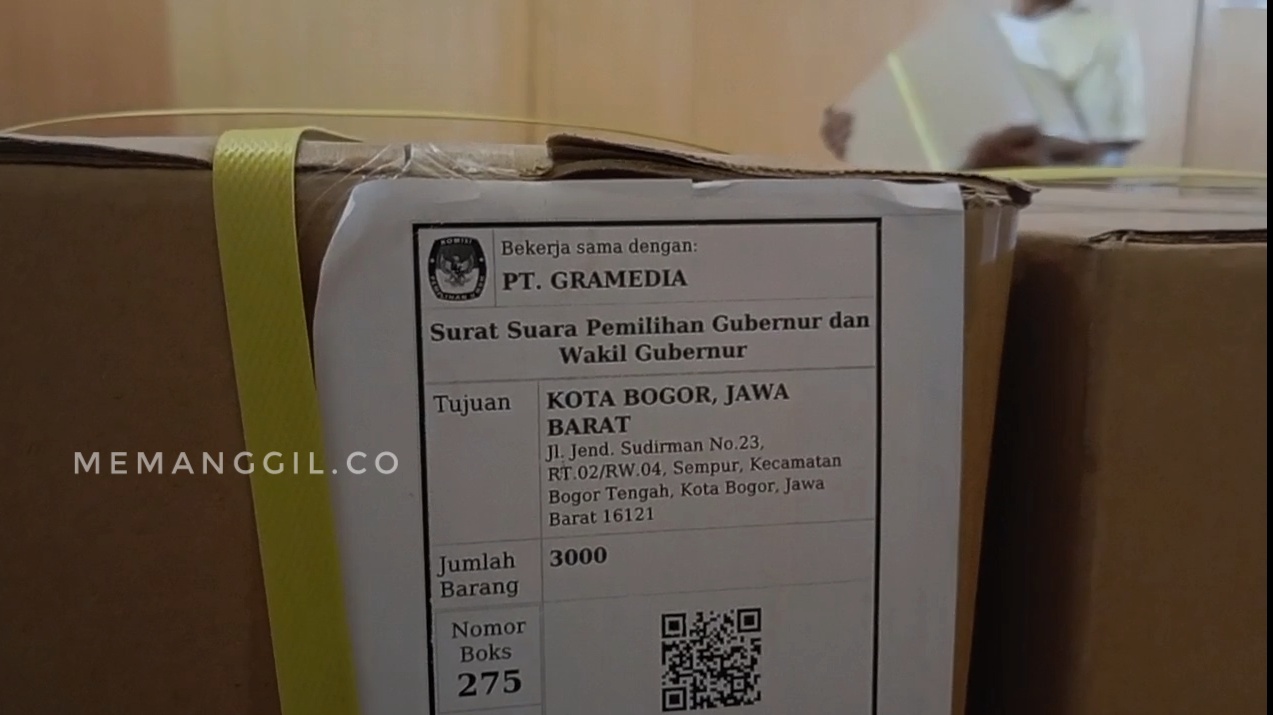 Bekerja sama dengan:
PT. GRAMEDIA
Surat Suara Pemilihan Gubernur dan
Wakil Gubernur
Tujuan
KOTA BOGOR, JAWA
BARAT
Jl. Jend. Sudirman No.23,
RT.02/RW.04, Sempur, Kecamatan
Bogor Tengah, Kota Bogor, Jawa
Barat 16121
Jumlah
Barang
3000
Nomor
Boks
275
MEMANGGIL.CO